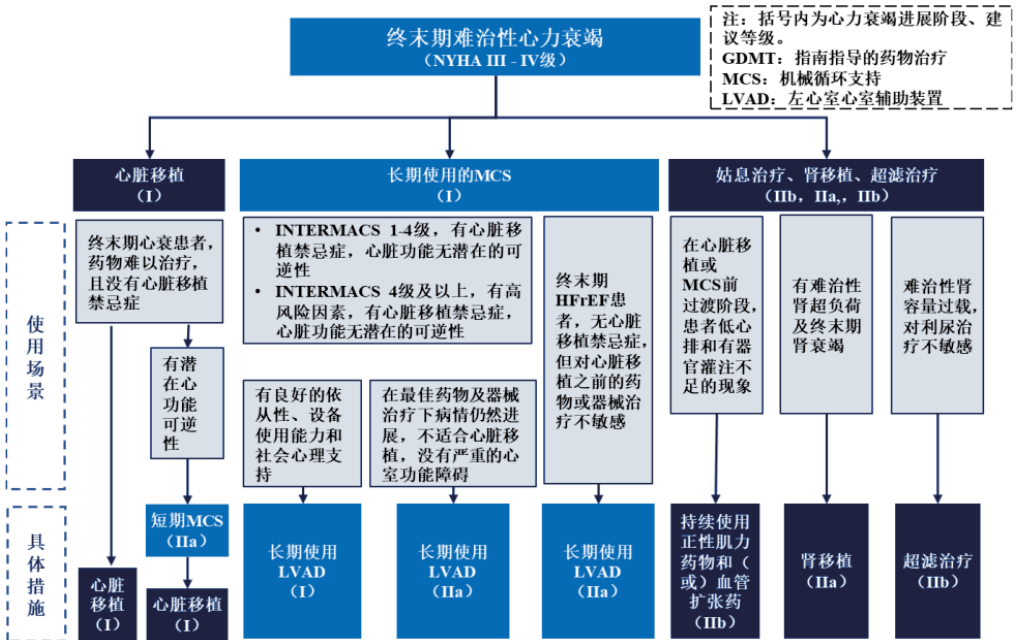 终末期难治性心力衰竭
（NYHA III - IV级）
注：括号内为心力衰竭进展阶段、建
议等级。
GDMT：指南指导的药物治疗
MCS：机械循环支持
LVAD：左心室心室辅助装置
心脏移植
（I）
长期使用的MCS
（I）
姑息治疗、肾移植、超滤治疗
（IIb，IIa,，IIb）
使
用
场
景
终末期心衰患者，
药物难以治疗，
且没有心脏移植
禁忌症
有潜
在心
功能
可逆
性
• INTERMACS 1-4级，有心脏移
植禁忌症，心脏功能无潜在的可
逆性
• INTERMACS 4级及以上，有高
风险因素，有心脏移植禁忌症，
心脏功能无潜在的可逆性
有良好的依
从性、设备
使用能力和
社会心理支
持
在最佳药物及器械
治疗下病情仍然进
展，不适合心脏移
植，没有严重的心
室功能障碍
终末期
HFrEF患
者，无心脏
移植禁忌症，
但对心脏移
植之前的药
物或器械治
疗不敏感
在心脏移
植或
MCS前
过渡阶段，
患者低心
排和有器
官灌注不
足的现象
有难治性
肾超负荷
及终末期
肾衰竭
难治性肾
容量过载，
对利尿治
疗不敏感
具
体
措
施
心脏
移植
（I）
短期MCS
（IIa）
心脏移植
（I）
长期使用
LVAD
（I）
长期使用
LVAD
（IIa）
长期使用
LVAD
（IIa）
持续使用
正性肌力
药物和（
或）血管
扩张药
（IIb）
肾移植
（IIa）
超滤治疗
（IIb）